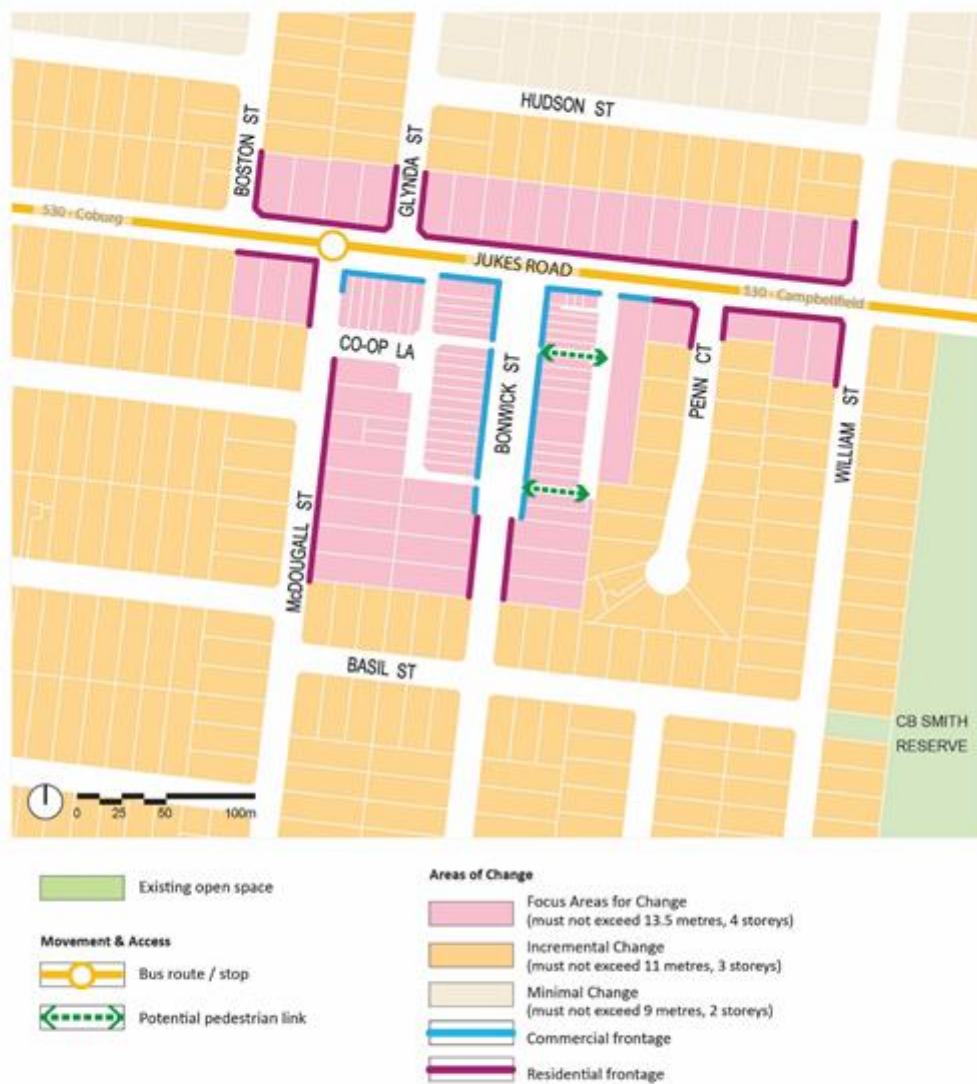 HUDSON ST
BOSTON ST
GLYNDA ST
530 - Coburg
JUKES ROAD
530 - Campbellfield
CO-OP LA
BONWICK ST
PENN CT
WILLIAM ST
McDOUGALL ST
BASIL ST
CB SMITH
RESERVE
0 25 50 100m
Existing open space
Movement & Access
Bus route / stop
Potential pedestrian link
Areas of Change
Focus Areas for Change
(must not exceed 13.5 metres, 4 storeys)
Incremental Change
(must not exceed 11 metres, 3 storeys)
Minimal Change
(must not exceed 9 metres, 2 storeys)
Commercial frontage
Residential frontage